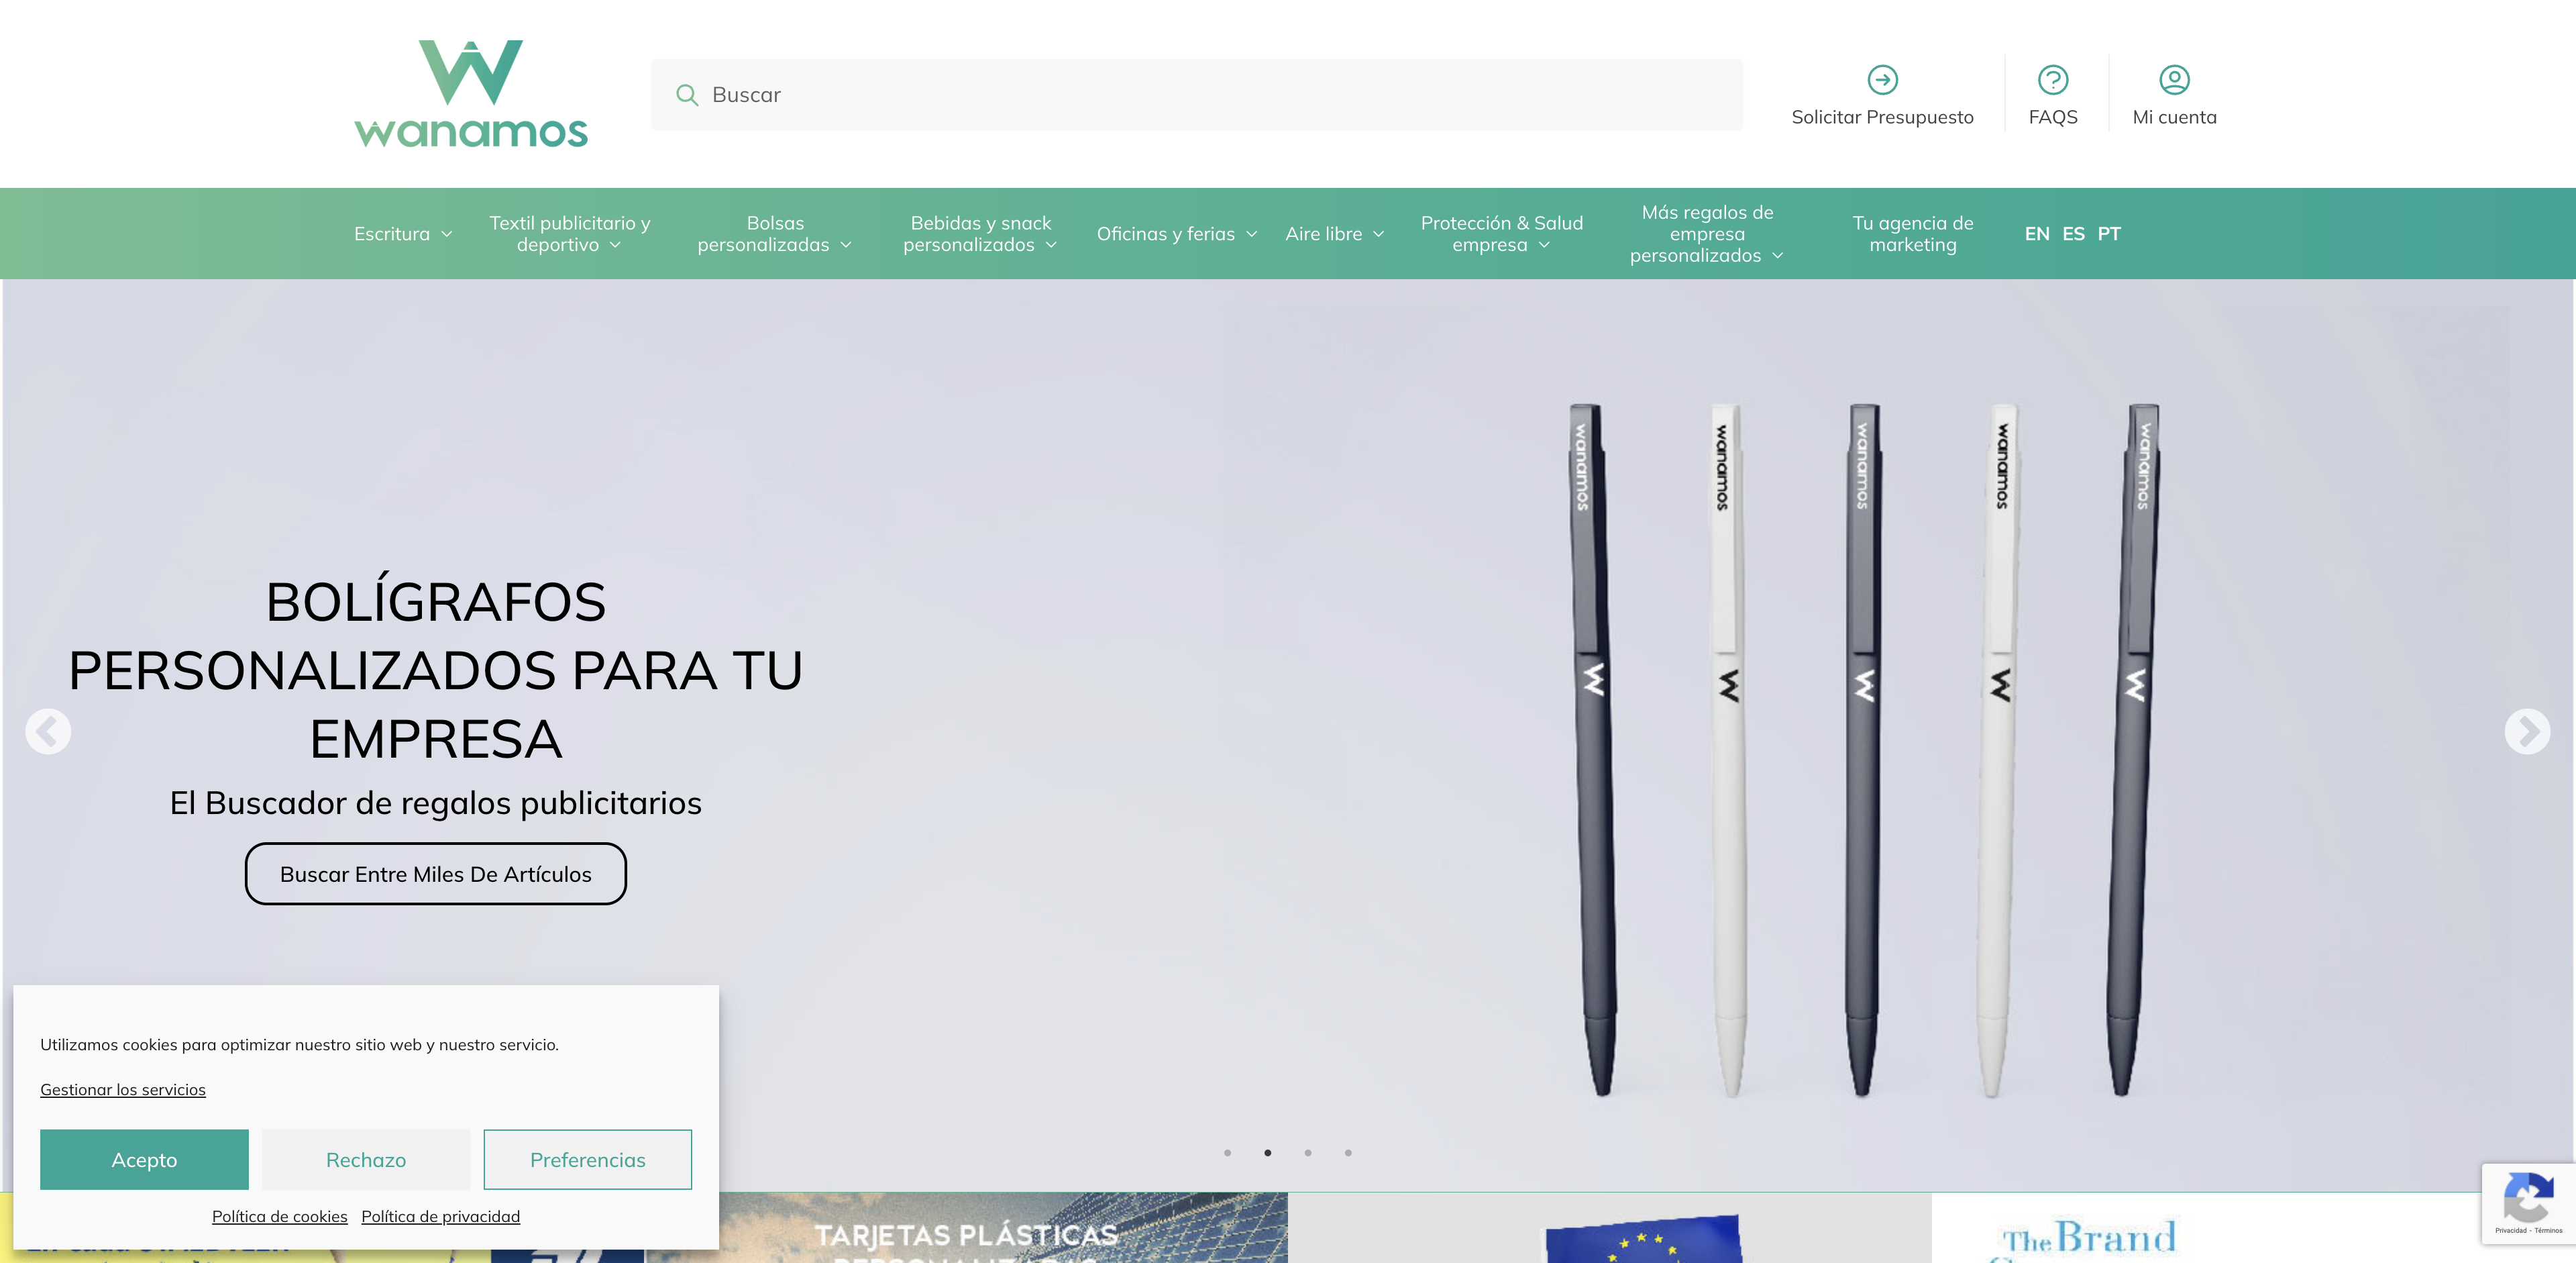 wanamos
Buscar
Solicitar Presupuesto
FAQS
Mi cuenta
Escritura
Textil publicitario y
deportivo
Bolsas
personalizadas
Bebidas y snack
personalizados
Oficinas y ferias
Aire libre
Protección & Salud
empresa
Más regalos de
empresa
personalizados
Tu agencia de
marketing
EN ES PT
wanamos
wanamos
wanamos
wanamos
wanamos
BOLÍGRAFOS
PERSONALIZADOS PARA TU
EMPRESA
El Buscador de regalos publicitarios
Buscar Entre Miles De Artículos
Utilizamos cookies para optimizar nuestro sitio web y nuestro servicio.
Gestionar los servicios
Acepto
Rechazo
Preferencias
Política de cookies Política de privacidad
TARJETAS PLÁSTICAS
PERSONALIZADAS
The Brand
Privacidad - Términos